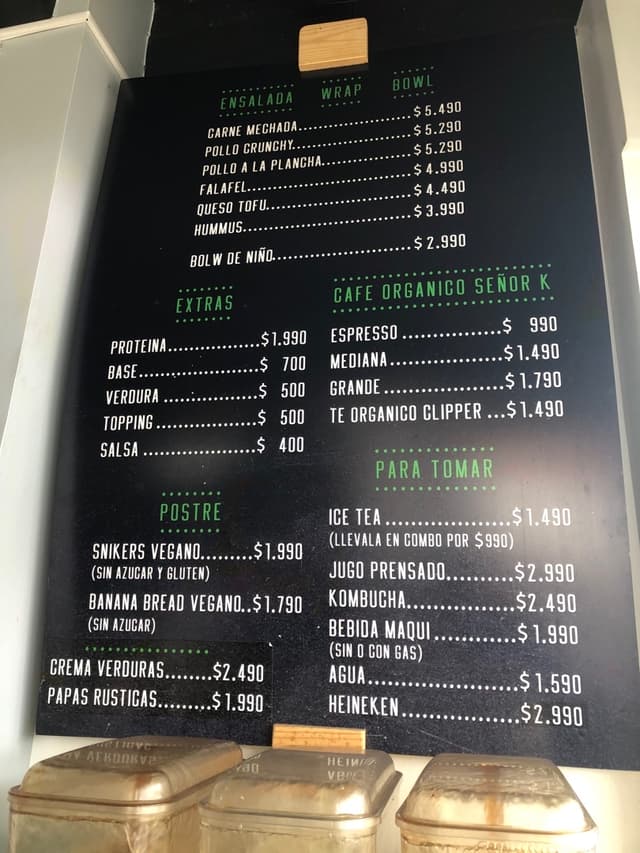 ENSALADA WRAP BOWL
CARNE MECHADA....................$5.490
POLLO CRUNCHY....................$5.290
POLLO A LA PLANCHA...............$5.290
FALAFEL..........................$4.990
QUESO TOFU.......................$4.490
HUMMUS...........................$3.990
BOLW DE NIÑO.....................$2.990
EXTRAS
PROTEINA................$1.990
BASE....................$ 700
VERDURA ................$ 500
TOPPING.................$ 500
SALSA ..................$ 400
CAFE ORGANICO SEÑOR K
ESPRESSO ...............$ 990
MEDIANA.................$1.490
GRANDE..................$1.790
TE ORGANICO CLIPPER ...$1.490
POSTRE
SNIKERS VEGANO.........$1.990
(SIN AZUCAR Y GLUTEN)
BANANA BREAD VEGANO..$1.790
(SIN AZUCAR)
CREMA VERDURAS........$2.490
PAPAS RUSTICAS.........$1.990
PARA TOMAR
ICE TEA...................$1.490
(LLEVALA EN COMBO POR $990)
JUGO PRENSADO..........$2.990
KOMBUCHA................$2.490
BEBIDA MAQUI............$1.990
(SIN O CON GAS)
AGUA......................$1.590
HEINEKEN.................$2.990